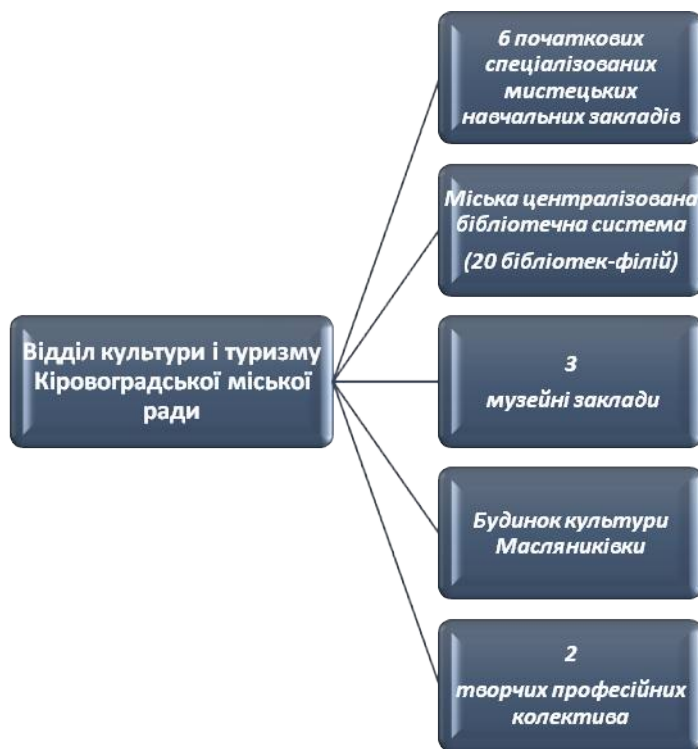 6 початкових
спеціалізованих
мистецьких
навчальних закладів
Міська централізована
бібліотечна система
(20 бібліотек-філій)
Відділ культури і туризму
Кіровоградської міської
ради
3
музейні заклади
Будинок культури
Масляниківки
2
творчих професійних
колектива